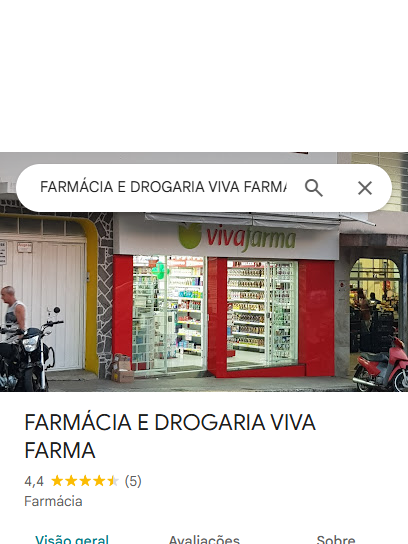 FARMÁCIA E DROGARIA VIVA FARMA
vivafarma
FARMÁCIA E DROGARIA VIVA
FARMA
4,4 (5)
Farmácia
Visão geral Avaliações Sobre